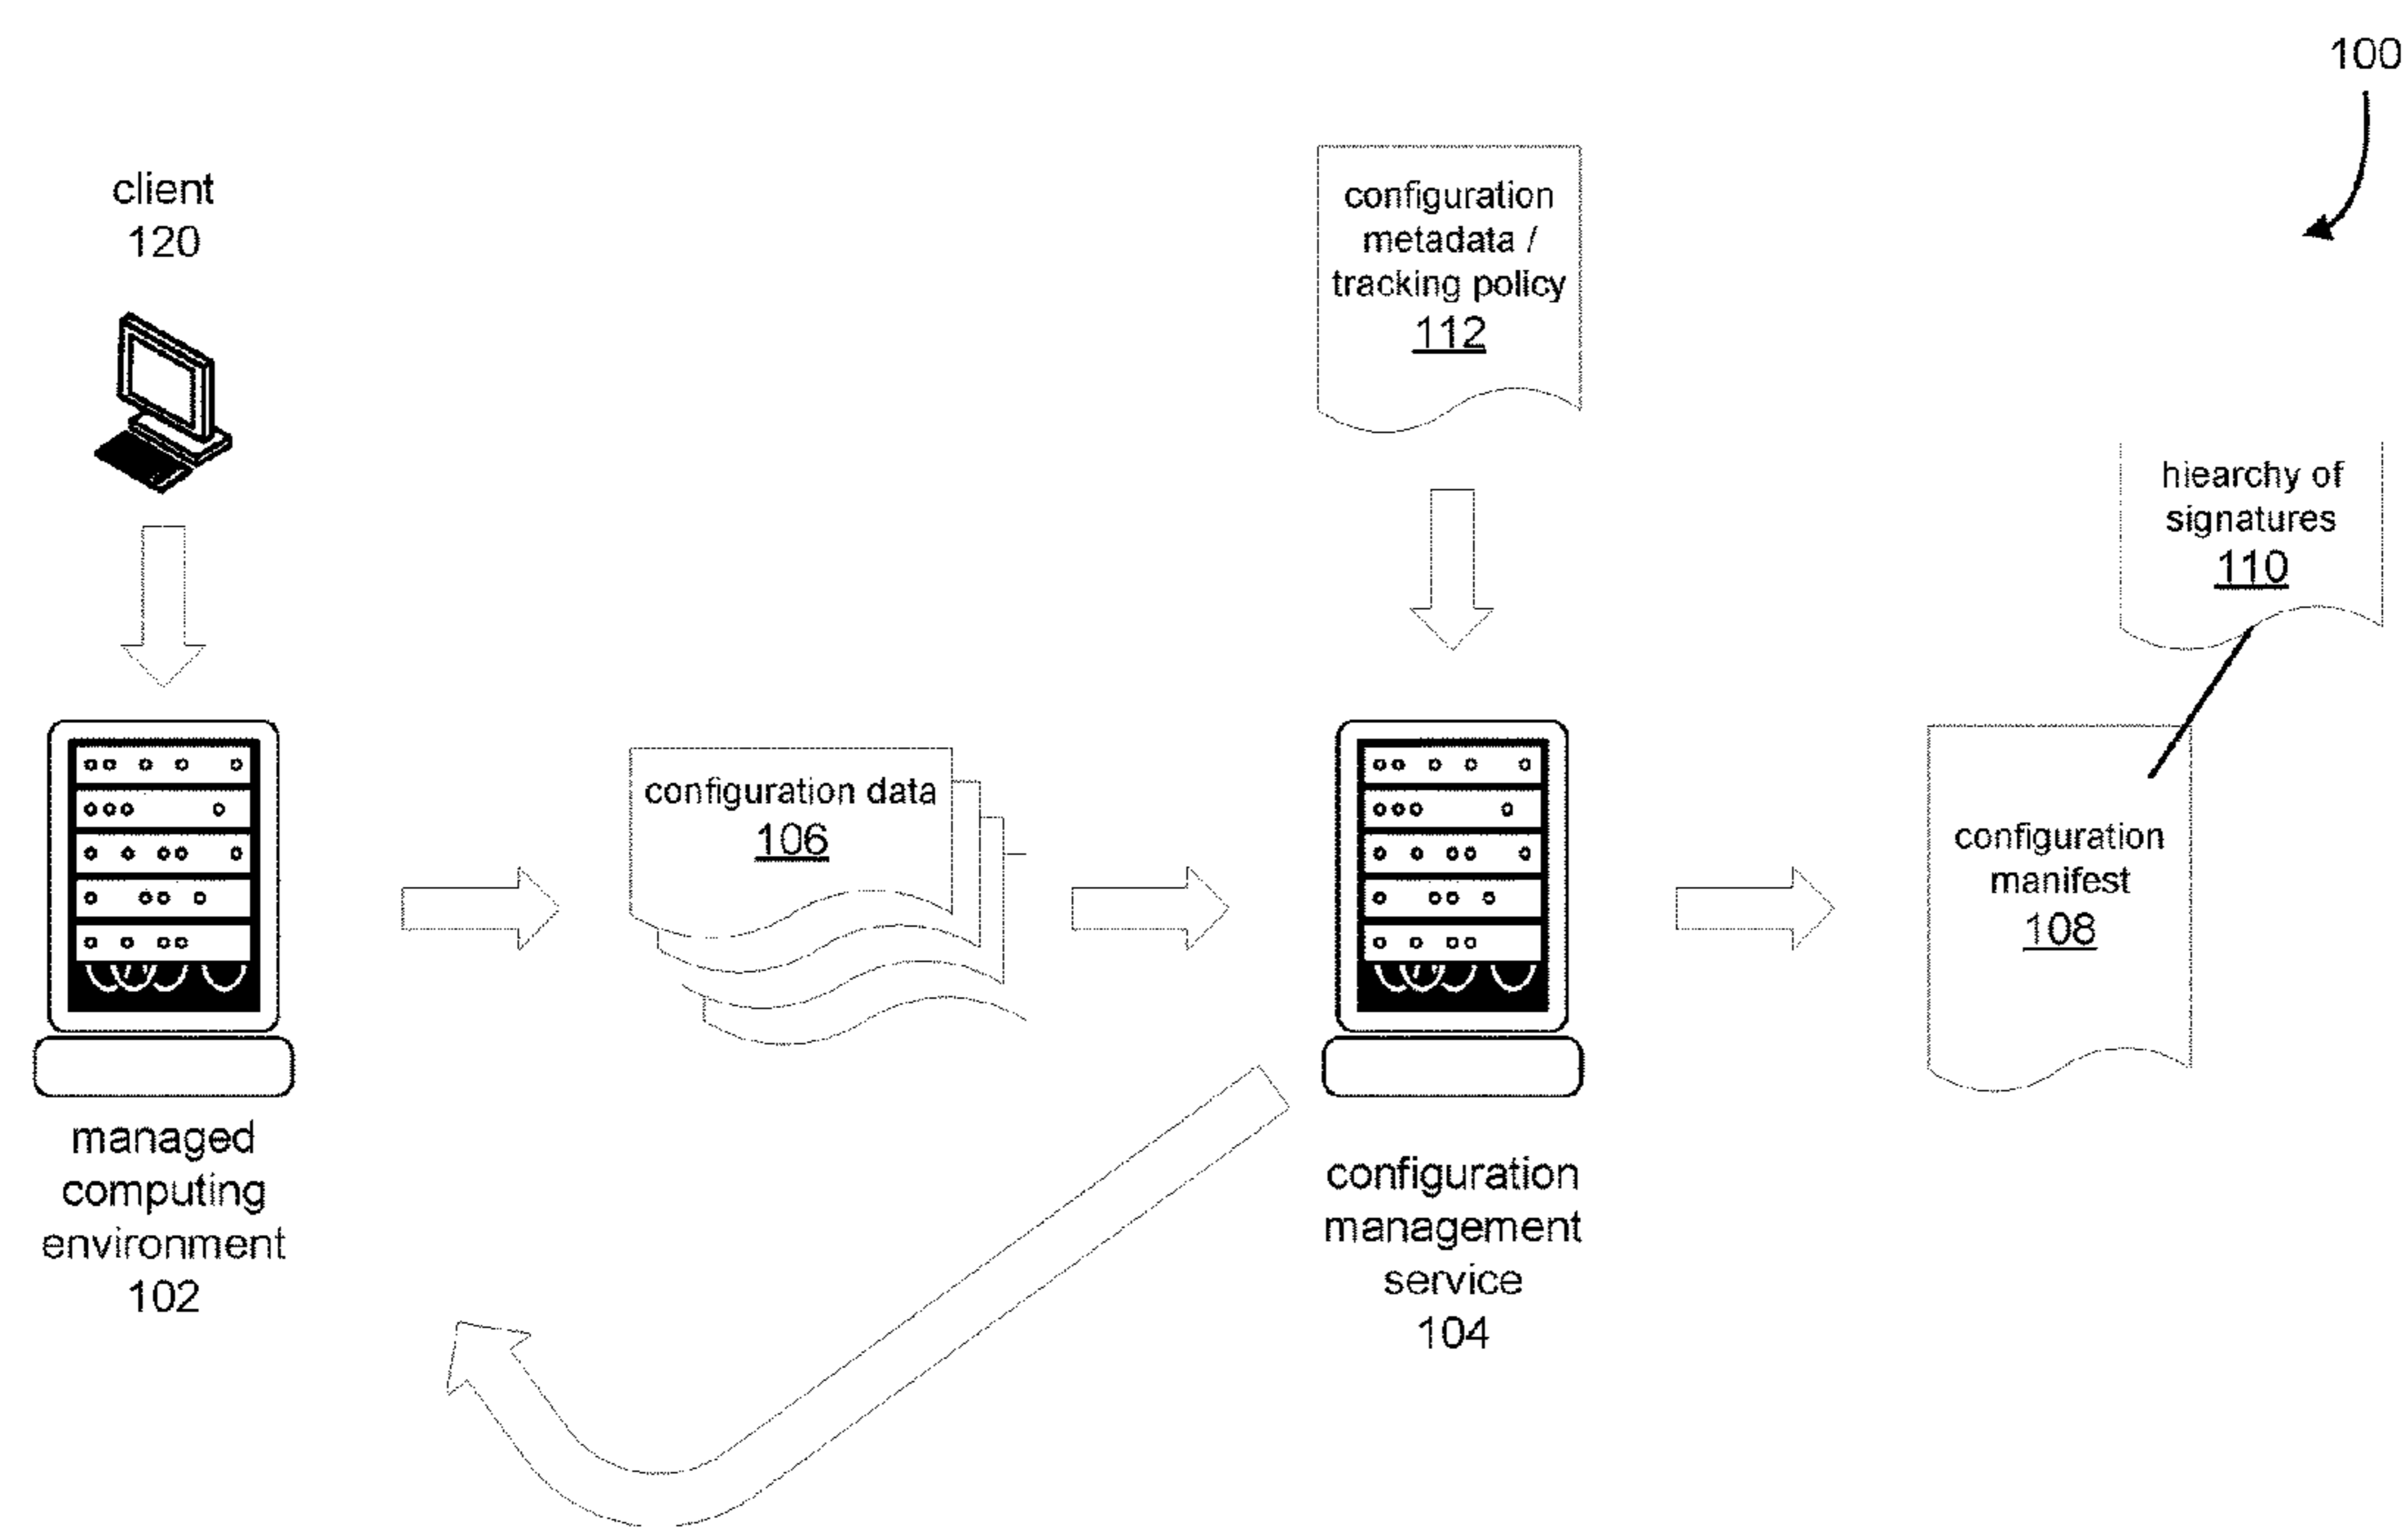 100
client
120
configuration
metadata /
tracking policy
112
hiearchy of
signatures
110
configuration data
106
configuration
manifest
108
managed
computing
environment
102
configuration
management
service
104